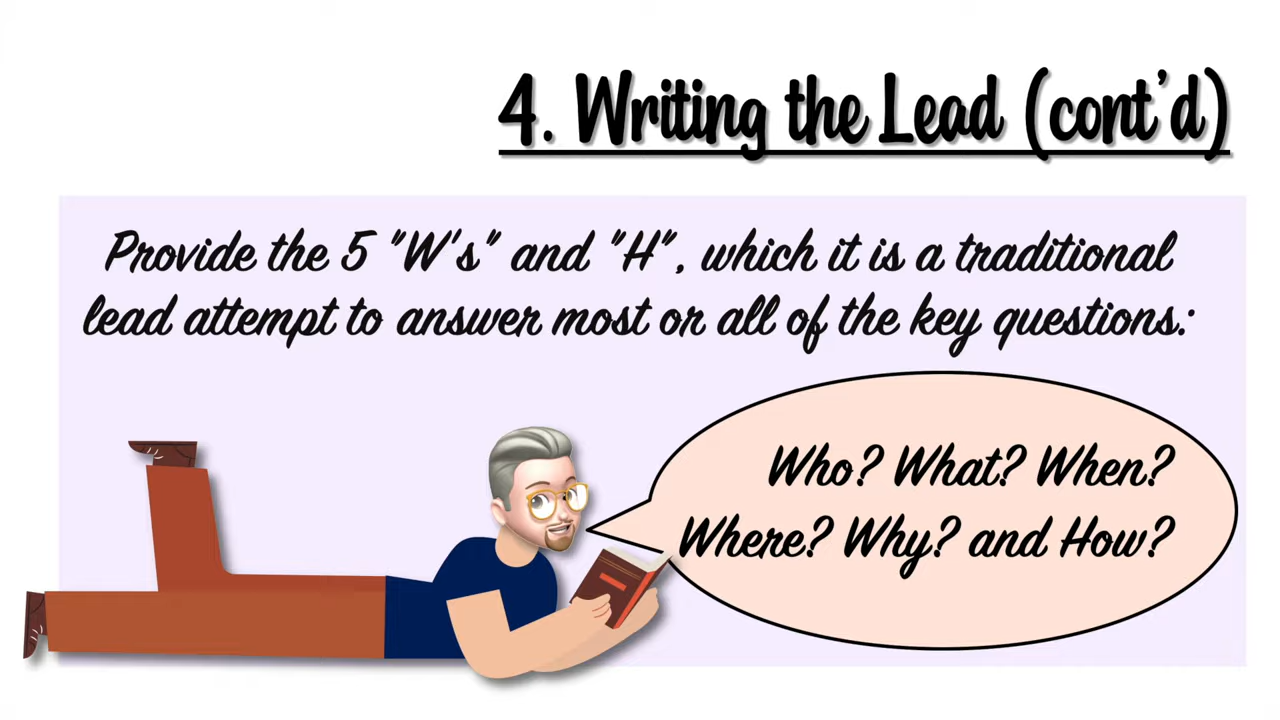 4. Writing the Lead (cont'd)
Provide the 5 "W's" and "H", which it is a traditional
lead attempt to answer most or all of the key questions:
Who? What? When?
Where? Why? and How?